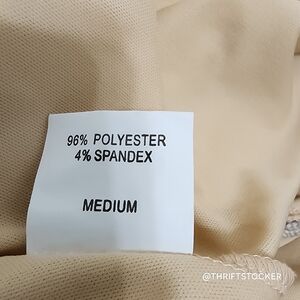 96% POLYESTER
4% SPANDEX
MEDIUM
@THRIFTSTOCKER